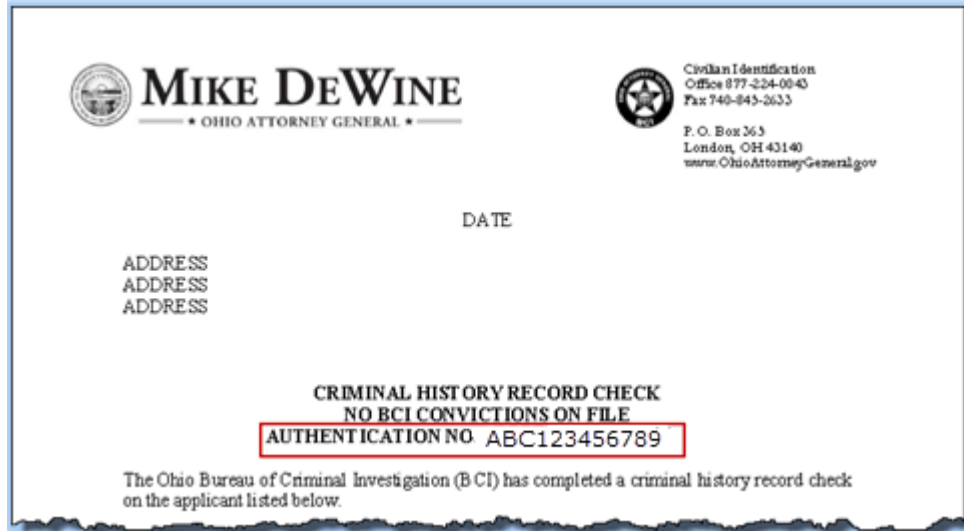 MIKE DEWINE
★ OHIO ATTORNEY GENERAL ★
Civilian Identification
Office 877-224-0043
Fax 740-845-2633
P. O. Box 365
London, OH 43140
www.OhioAttorneyGeneral.gov
DATE
ADDRESS
ADDRESS
ADDRESS
CRIMINAL HISTORY RECORD CHECK
NO BCI CONVICTIONS ON FILE
AUTHENTICATION NO. ABC123456789
The Ohio Bureau of Criminal Investigation (BCI) has completed a criminal history record check
on the applicant listed below.